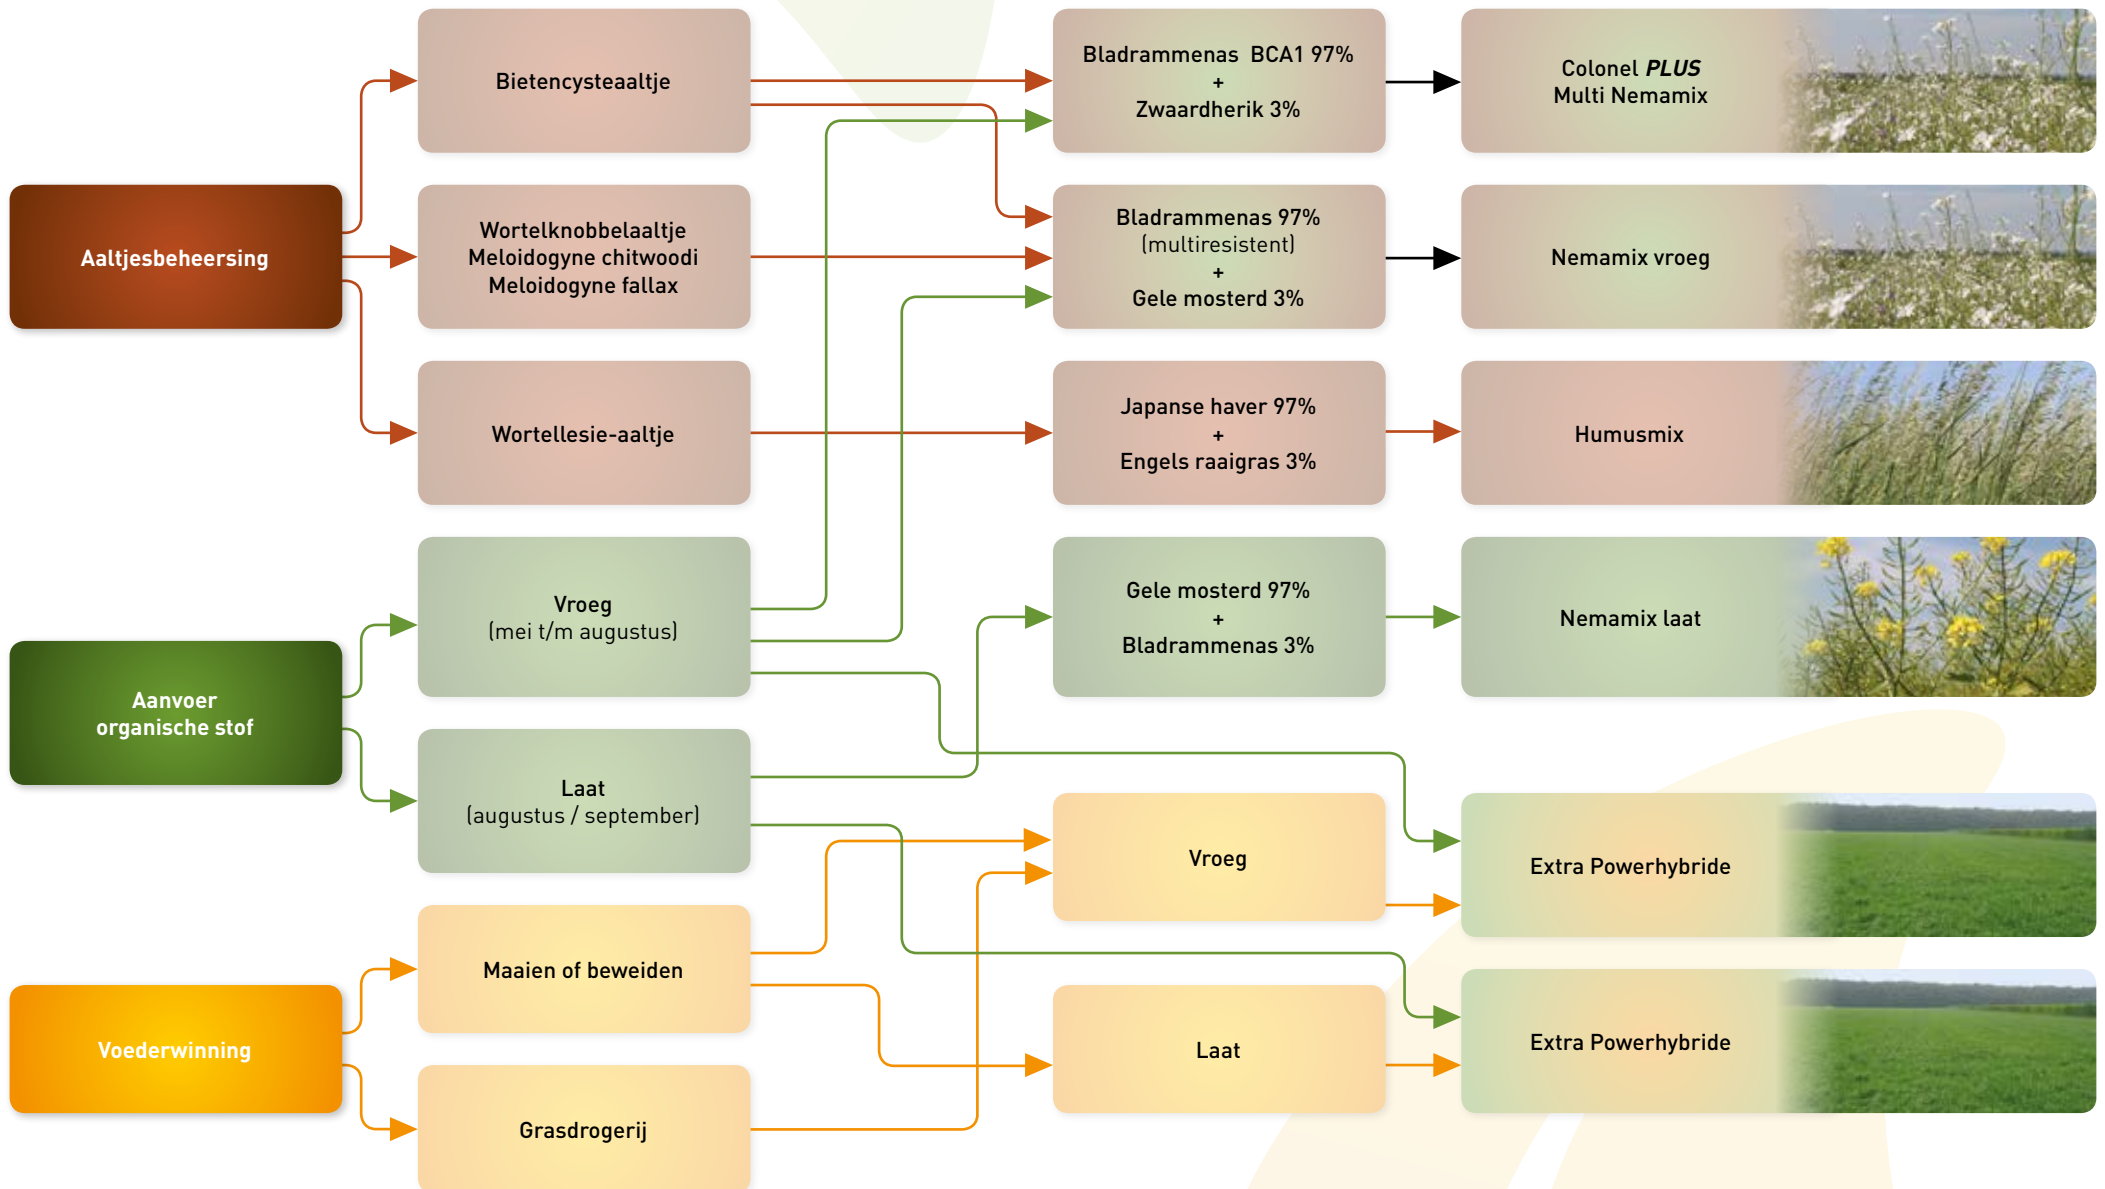 Aaltjesbeheersing
Aanvoer
organische stof
Voederwinning
Bietencysteaaltje
Wortelknobbelaaltje
Meloidogyne chitwoodi
Meloidogyne fallax
Wortellesie-aaltje
Vroeg
(mei t/m augustus)
Laat
(augustus / september)
Maaien of beweiden
Grasdrogerij
Bladrammenas BCA1 97%
+
Zwaardherik 3%
Bladrammenas 97%
(multiresistent)
+
Gele mosterd 3%
Japanse haver 97%
+
Engels raaigras 3%
Gele mosterd 97%
+
Bladrammenas 3%
Vroeg
Laat
Colonel PLUS
Multi Nemamix
Nemamix vroeg
Humusmix
Nemamix laat
Extra Powerhybride
Extra Powerhybride